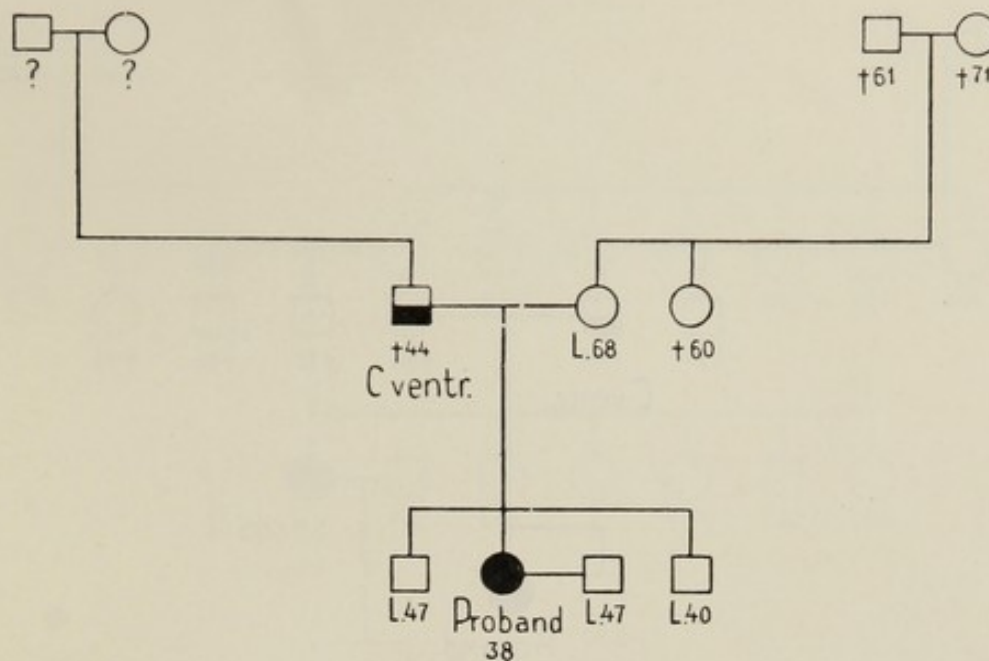 ? ? †61 †71
†44 L.68 †60
C ventr.
L.47 Proband L.47 L.40
38